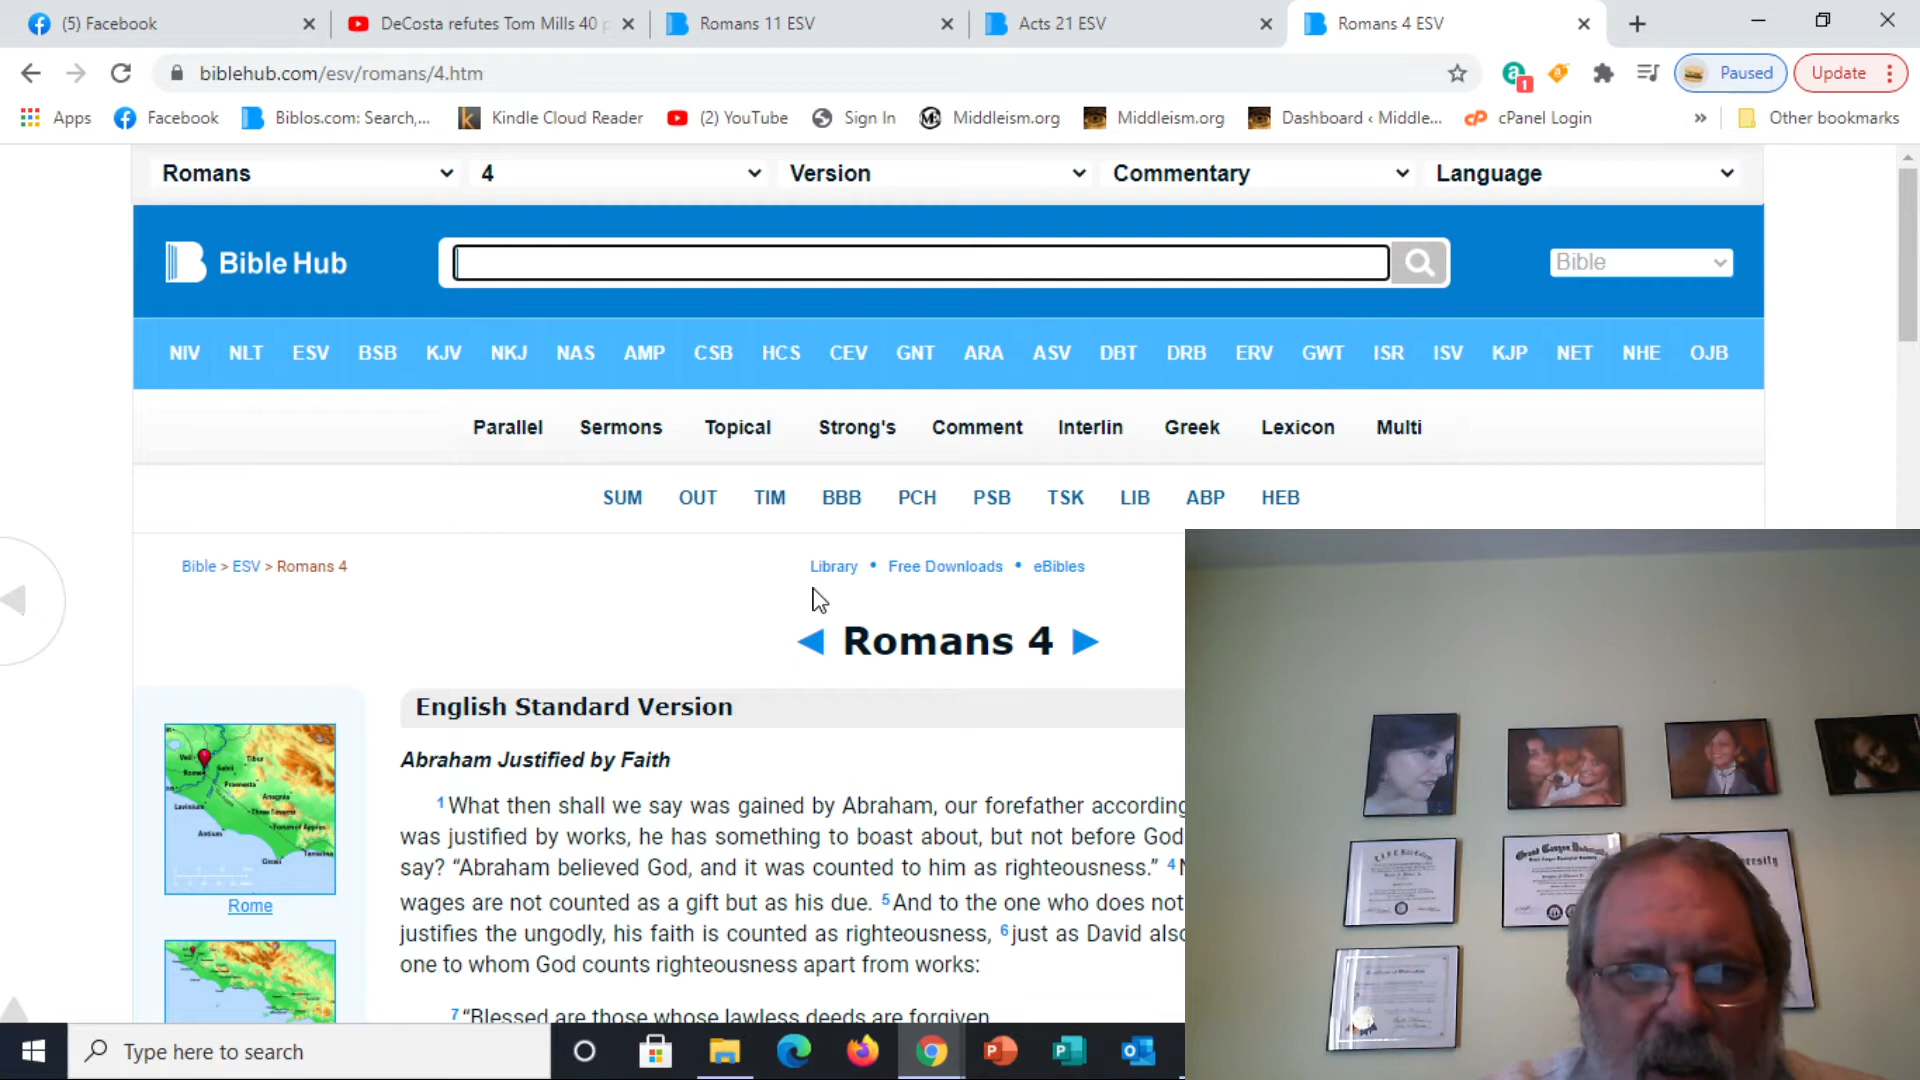 (5) Facebook
DeCosta refutes Tom Mills 40 p
Romans 11 ESV
Acts 21 ESV
Romans 4 ESV
biblehub.com/esv/romans/4.htm
1
Paused
Update
Apps
Facebook
Biblos.com: Search,...
Kindle Cloud Reader
(2) YouTube
Sign In
Middleism.org
Middleism.org
Dashboard ‹ Middle...
cPanel Login
»
Other bookmarks
Romans
4
Version
Commentary
Language
Bible Hub
Bible
NIV NLT ESV BSB KJV NKJ NAS AMP CSB HCS CEV GNT ARA ASV DBT DRB ERV GWT ISR ISV KJP NET NHE OJB
Parallel Sermons Topical Strong's Comment Interlin Greek Lexicon Multi
SUM OUT TIM BBB PCH PSB TSK LIB ABP HEB
Bible > ESV > Romans 4
Library • Free Downloads • eBibles
◄ Romans 4 ►
English Standard Version
Abraham Justified by Faith
1What then shall we say was gained by Abraham, our forefather according
was justified by works, he has something to boast about, but not before God
say? “Abraham believed God, and it was counted to him as righteousness.” 4
wages are not counted as a gift but as his due. 5And to the one who does not
justifies the ungodly, his faith is counted as righteousness, 6just as David also
one to whom God counts righteousness apart from works:
7“Blessed are those whose lawless deeds are forgiven
Rome
Type here to search